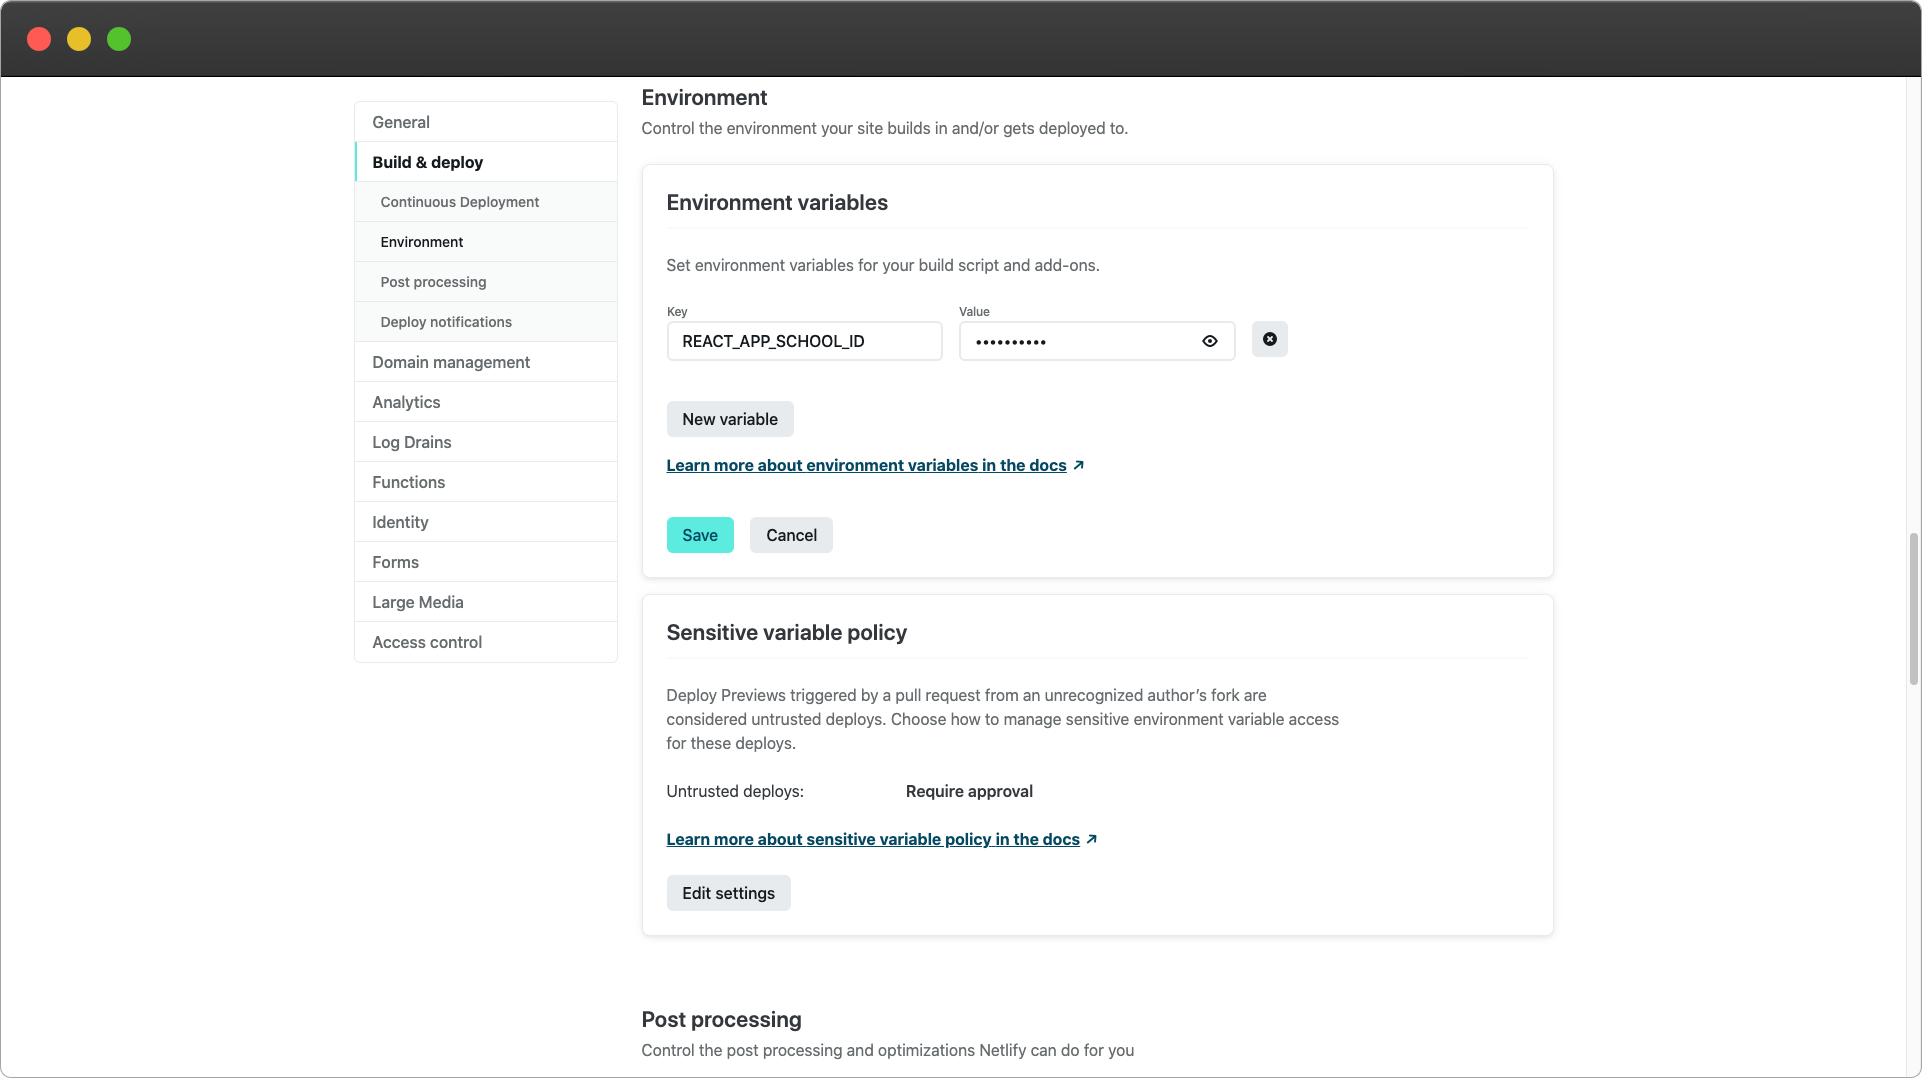 General
Build & deploy
Continuous Deployment
Environment
Post processing
Deploy notifications
Domain management
Analytics
Log Drains
Functions
Identity
Forms
Large Media
Access control
Environment
Control the environment your site builds in and/or gets deployed to.
Environment variables
Set environment variables for your build script and add-ons.
Key
Value
REACT_APP_SCHOOL_ID
••••••••••
New variable
Learn more about environment variables in the docs ↗
Save
Cancel
Sensitive variable policy
Deploy Previews triggered by a pull request from an unrecognized author’s fork are
considered untrusted deploys. Choose how to manage sensitive environment variable access
for these deploys.
Untrusted deploys: Require approval
Learn more about sensitive variable policy in the docs ↗
Edit settings
Post processing
Control the post processing and optimizations Netlify can do for you